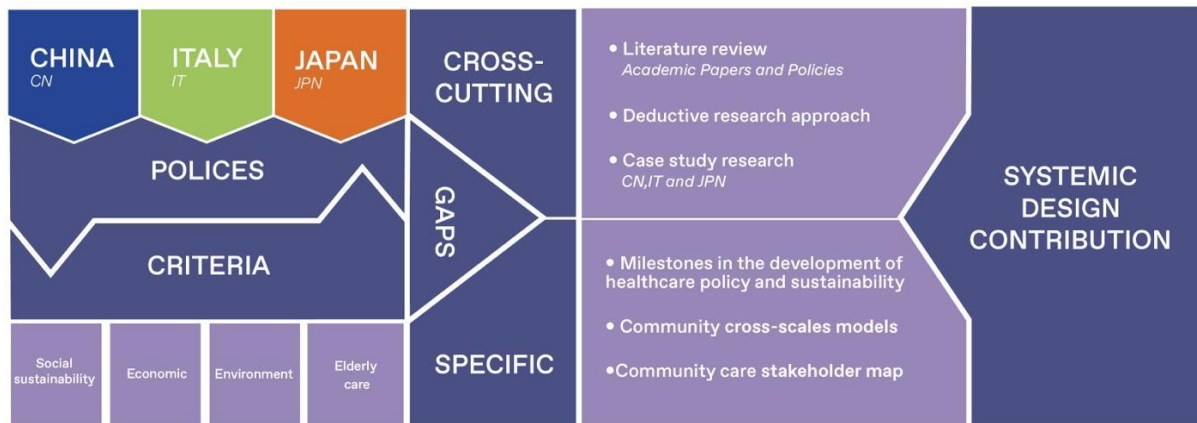 CHINA
CN
ITALY
IT
JAPAN
JPN
POLICES
CRITERIA
Social
sustainability
Economic
Environment
Elderly
care
GAPS
CROSS-
CUTTING
SPECIFIC
• Literature review
Academic Papers and Policies
• Deductive research approach
• Case study research
CN,IT and JPN
• Milestones in the development of
healthcare policy and sustainability
• Community cross-scales models
•Community care stakeholder map
SYSTEMIC
DESIGN
CONTRIBUTION